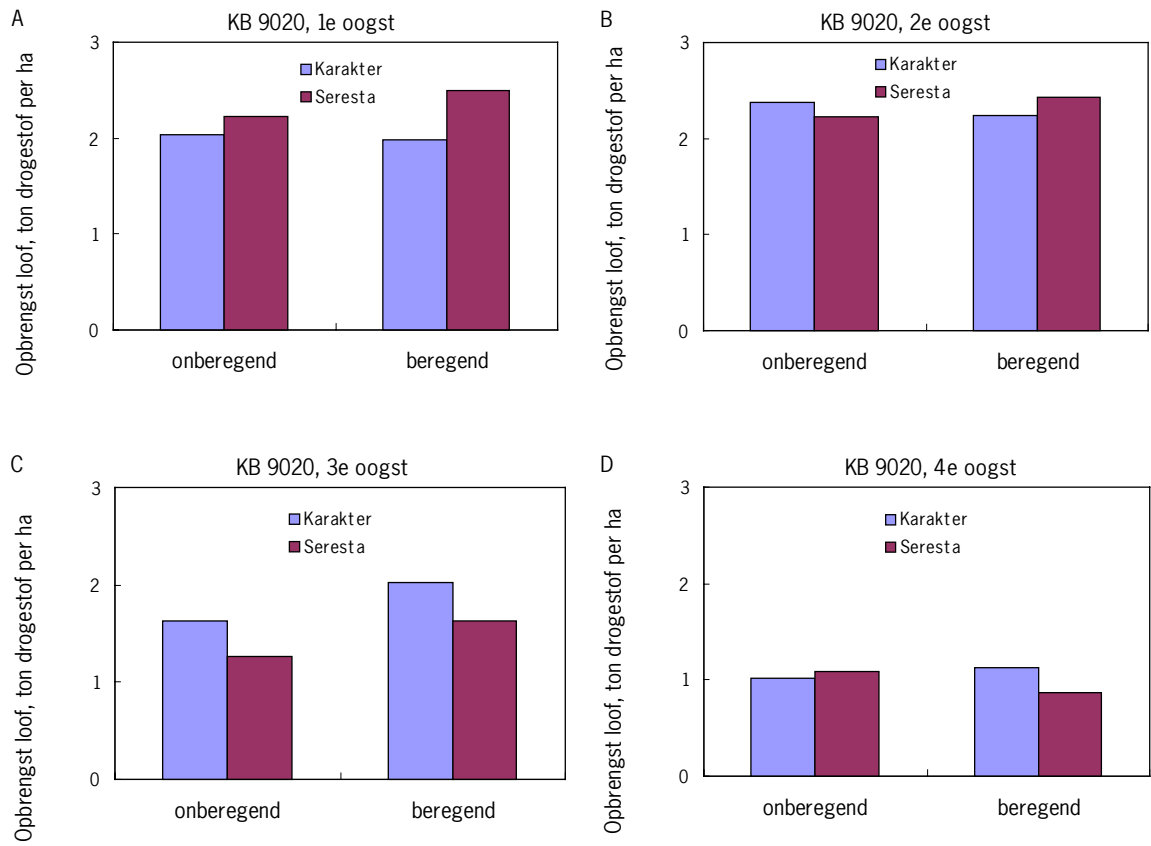 A
KB 9020, 1e oogst
Opbrengst loof, ton drogestof per ha
3
2
1
0
Karakter
Seresta
onberegend
beregend
B
KB 9020, 2e oogst
Opbrengst loof, ton drogestof per ha
3
2
1
0
Karakter
Seresta
onberegend
beregend
C
KB 9020, 3e oogst
Opbrengst loof, ton drogestof per ha
3
2
1
0
Karakter
Seresta
onberegend
beregend
D
KB 9020, 4e oogst
Opbrengst loof, ton drogestof per ha
3
2
1
0
Karakter
Seresta
onberegend
beregend